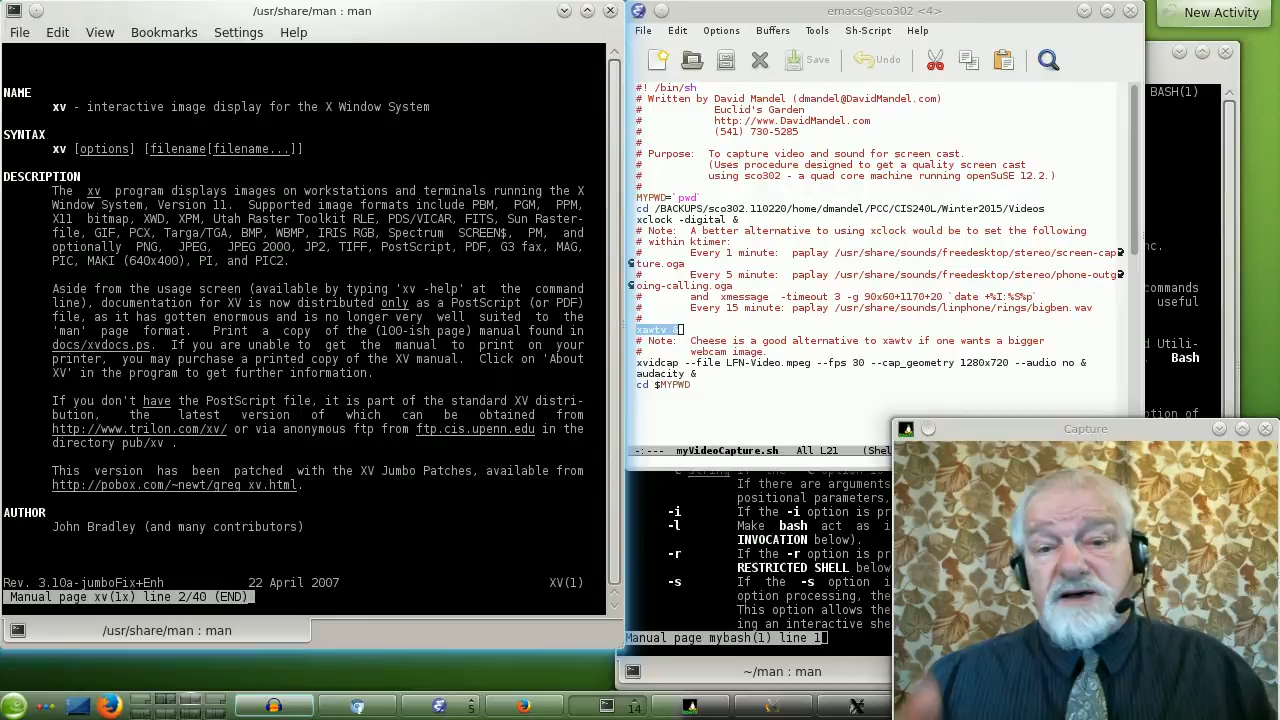 /usr/share/man : man
File Edit View Bookmarks Settings Help
NAME
xv - interactive image display for the X Window System
SYNTAX
xv [options] [filename[filename...]]
DESCRIPTION
The xv program displays images on workstations and terminals running the X
Window System, Version 11. Supported image formats include PBM, PGM, PPM,
X11 bitmap, XWD, XPM, Utah Raster Toolkit RLE, PDS/VICAR, FITS, Sun Raster-
file, GIF, PCX, Targa/TGA, BMP, WBMP, IRIS RGB, Spectrum SCREEN$, PM, and
optionally PNG, JPEG, JPEG 2000, JP2, TIFF, PostScript, PDF, G3 fax, MAG,
PIC, MAKI (640x400), PI, and PIC2.
Aside from the usage screen (available by typing 'xv -help' at the command
line), documentation for XV is now distributed only as a PostScript (or PDF)
file, as it has gotten enormous and is no longer very well suited to the
'man' page format. Print a copy of the (100-ish page) manual found in
docs/xvdocs.ps. If you are unable to get the manual to print on your
printer, you may purchase a printed copy of the XV manual. Click on 'About
XV' in the program to get further information.
If you don't have the PostScript file, it is part of the standard XV distri-
bution, the latest version of which can be obtained from
http://www.trilon.com/xv/ or via anonymous ftp from ftp.cis.upenn.edu in the
directory pub/xv .
This version has been patched with the XV Jumbo Patches, available from
http://pobox.com/~newt/greg_xv.html.
AUTHOR
John Bradley (and many contributors)
Rev. 3.10a-jumboFix+Enh 22 April 2007 XV(1)
Manual page xv(1x) line 2/40 (END)
/usr/share/man : man
emacs@sco302 <4>
File Edit Options Buffers Tools Sh-Script Help
Save Undo
#! /bin/sh
# Written by David Mandel (dmandel@DavidMandel.com)
# Euclid's Garden
# http://www.DavidMandel.com
# (541) 730-5285
#
# Purpose: To capture video and sound for screen cast.
# (Uses procedure designed to get a quality screen cast
# using sco302 - a quad core machine running openSuSE 12.2.)
#
MYPWD=`pwd`
cd /BACKUPS/sco302.110220/home/dmandel/PCC/CIS240L/Winter2015/Videos
xclock -digital &
# Note: A better alternative to using xclock would be to set the following
# within ktimer:
# Every 1 minute: paplay /usr/share/sounds/freedesktop/stereo/screen-cap
ture.oga
# Every 5 minute: paplay /usr/share/sounds/freedesktop/stereo/phone-outg
oing-calling.oga
# and xmessage -timeout 3 -g 90x60+1170+20 `date +%I:%S%p`
# Every 15 minute: paplay /usr/share/sounds/linphone/rings/bigben.wav
#
xawtv &
# Note: Cheese is a good alternative to xawtv if one wants a bigger
# webcam image.
xvidcap --file LFN-Video.mpeg --fps 30 --cap_geometry 1280x720 --audio no &
audacity &
cd $MYPWD
-:--- myVideoCapture.sh All L21 (Shel
New Activity
BASH(1)
nc.
commands
useful
d Utili-
Bash
tion of
If there are arguments
positional parameters,
-i If the -i option is pr
-l Make bash act as i
INVOCATION below).
-r If the -r option is pr
RESTRICTED SHELL below
-s If the -s option i
option processing, the
This option allows the
ing an interactive she
Manual page mybash(1) line 1
~/man : man
Capture
5
14